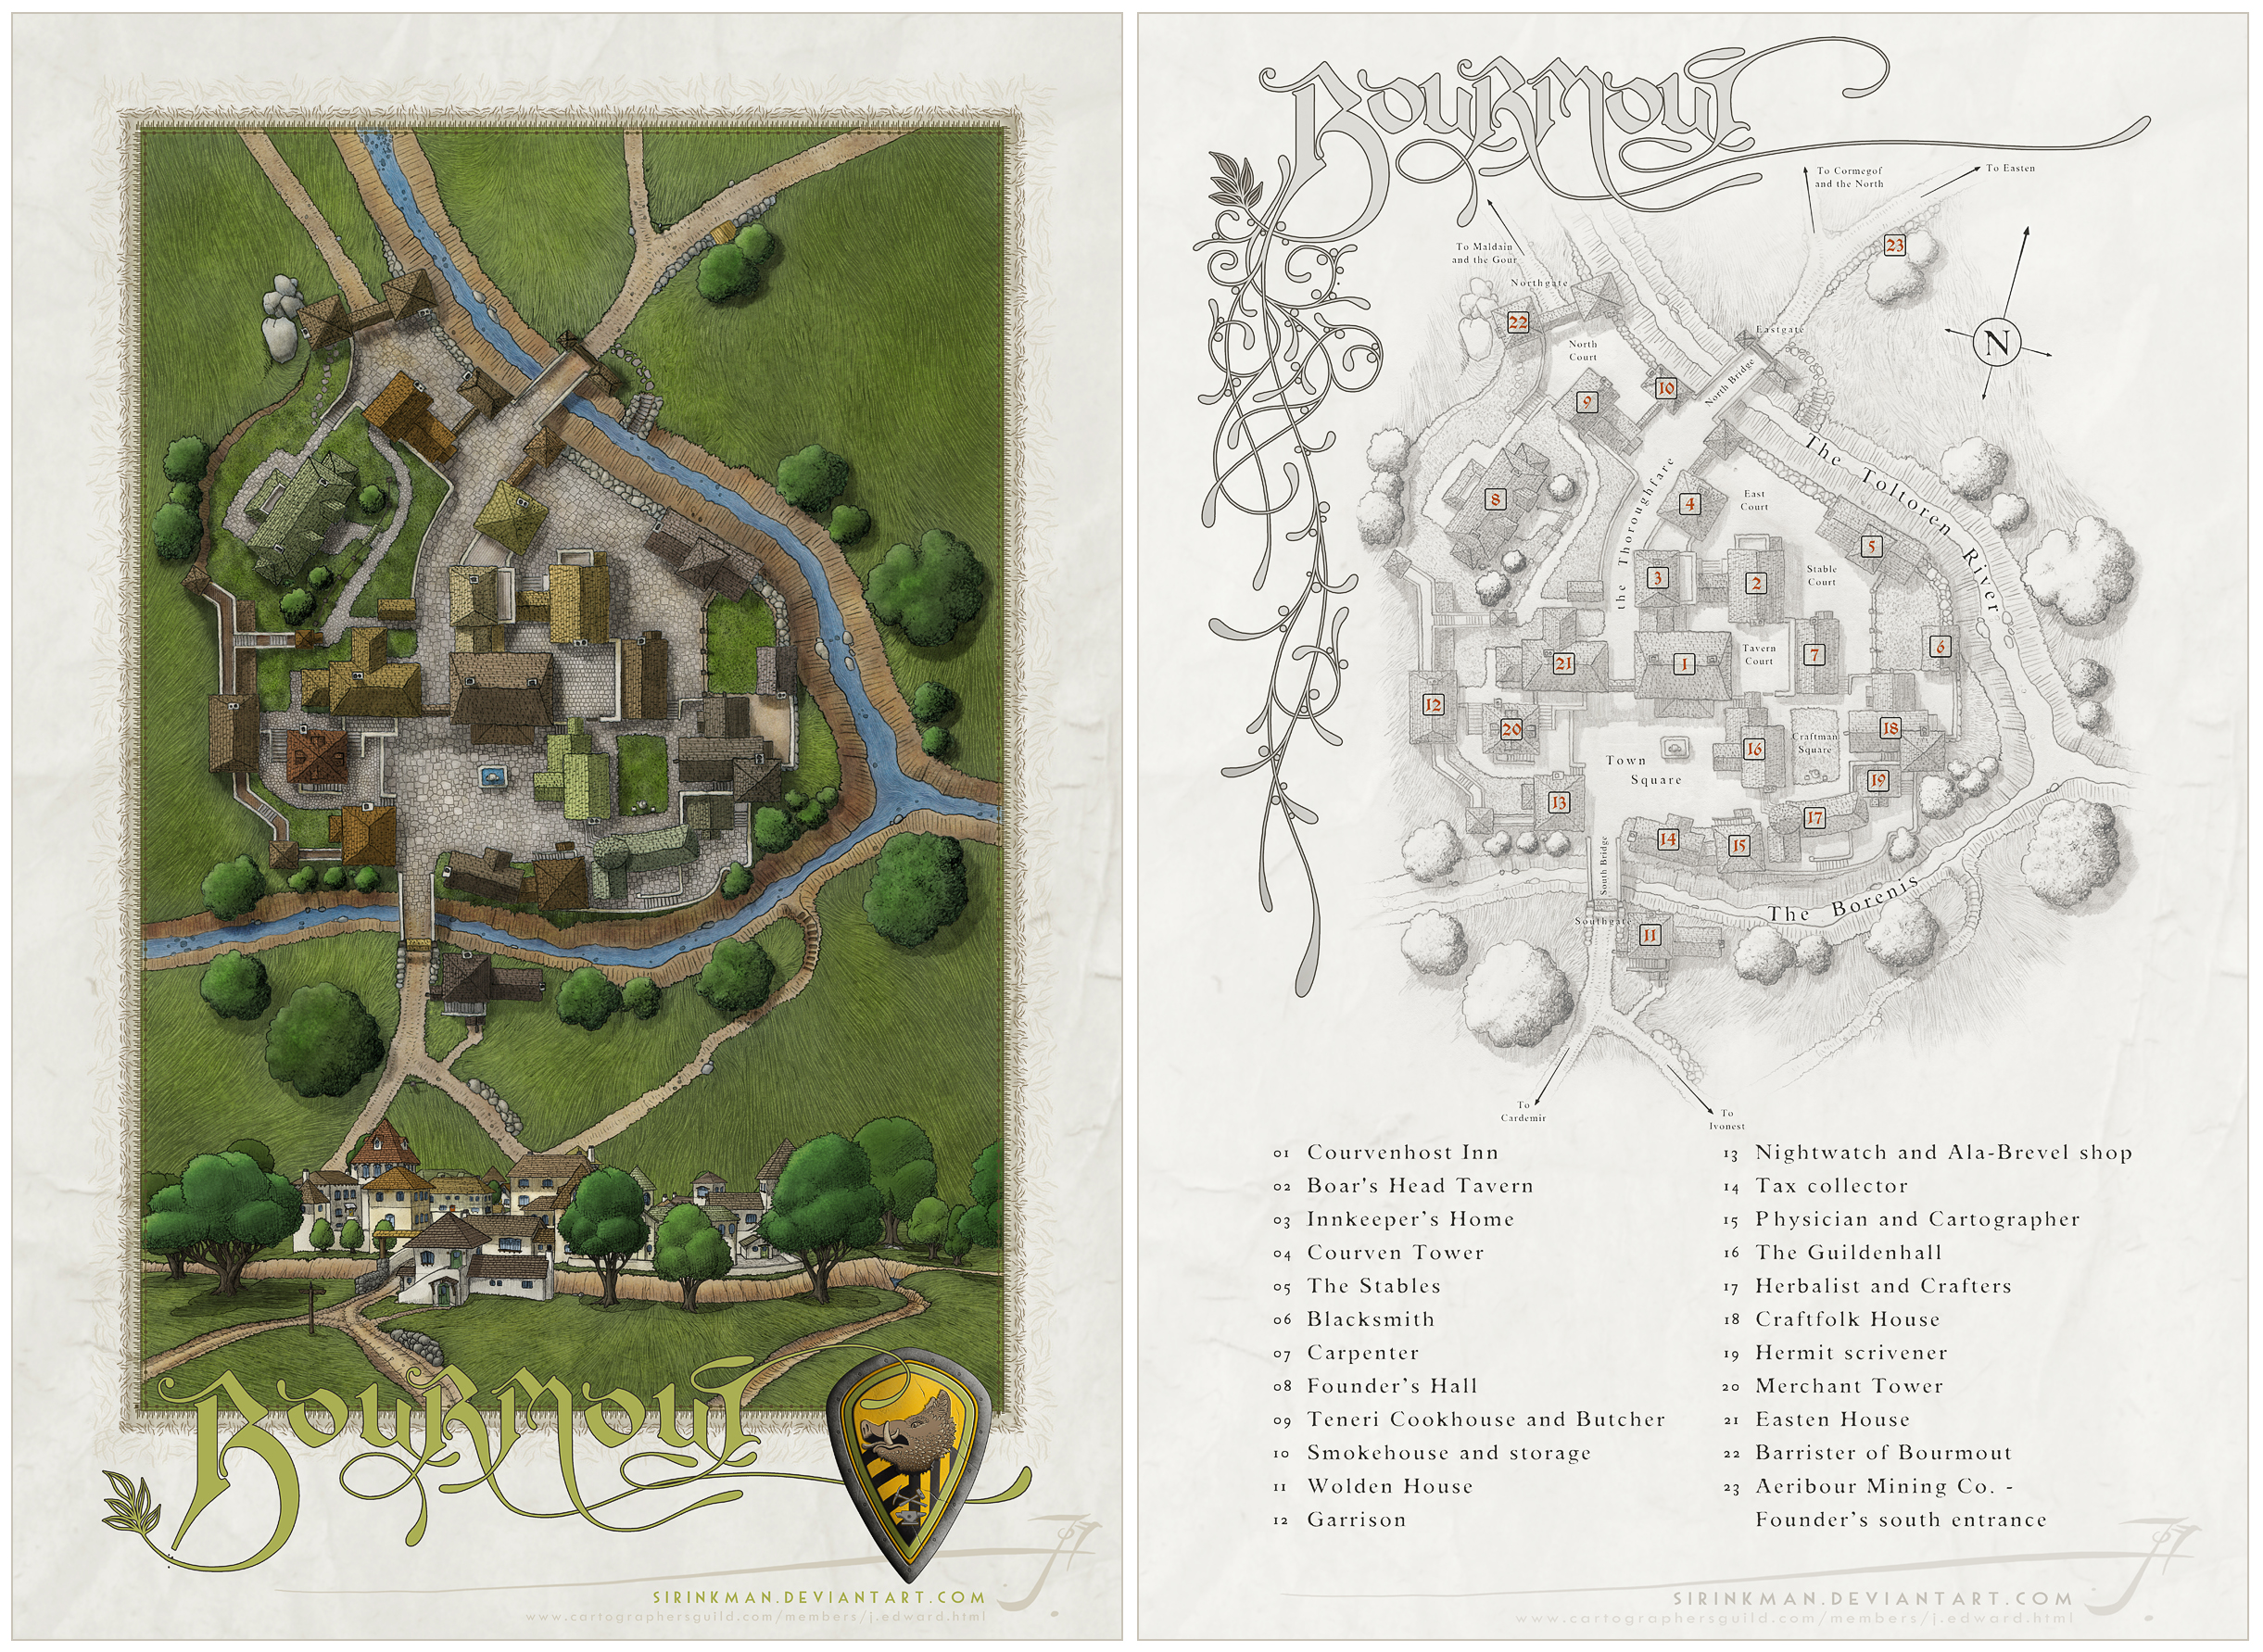 Bourmout
SIRINKMAN.DEVIANTART.COM
www.cartographersguild.com/members/j.edward.html
Bourmout
To Cormegof
and the North
To Easten
23
To Maldain
and the Gour
Northgate
22
North
Court
Eastgate
N
North Bridge
10
9
The Toltoren River
the Thoroughfare
8
4
East
Court
5
3
2
Stable
Court
6
21
1
Tavern
Court
7
12
20
Town
Square
16
Craftman
Square
18
19
13
17
14
15
South Bridge
The Borenis
Southgate
11
To
Cardemir
To
Ivonest
01 Courvenhost Inn
02 Boar's Head Tavern
03 Innkeeper's Home
04 Courven Tower
05 The Stables
06 Blacksmith
07 Carpenter
08 Founder's Hall
09 Teneri Cookhouse and Butcher
10 Smokehouse and storage
11 Wolden House
12 Garrison
13 Nightwatch and Ala-Brevel shop
14 Tax collector
15 Physician and Cartographer
16 The Guildenhall
17 Herbalist and Crafters
18 Craftfolk House
19 Hermit scrivener
20 Merchant Tower
21 Easten House
22 Barrister of Bourmout
23 Aeribour Mining Co. -
Founder's south entrance
SIRINKMAN.DEVIANTART.COM
www.cartographersguild.com/members/j.edward.html